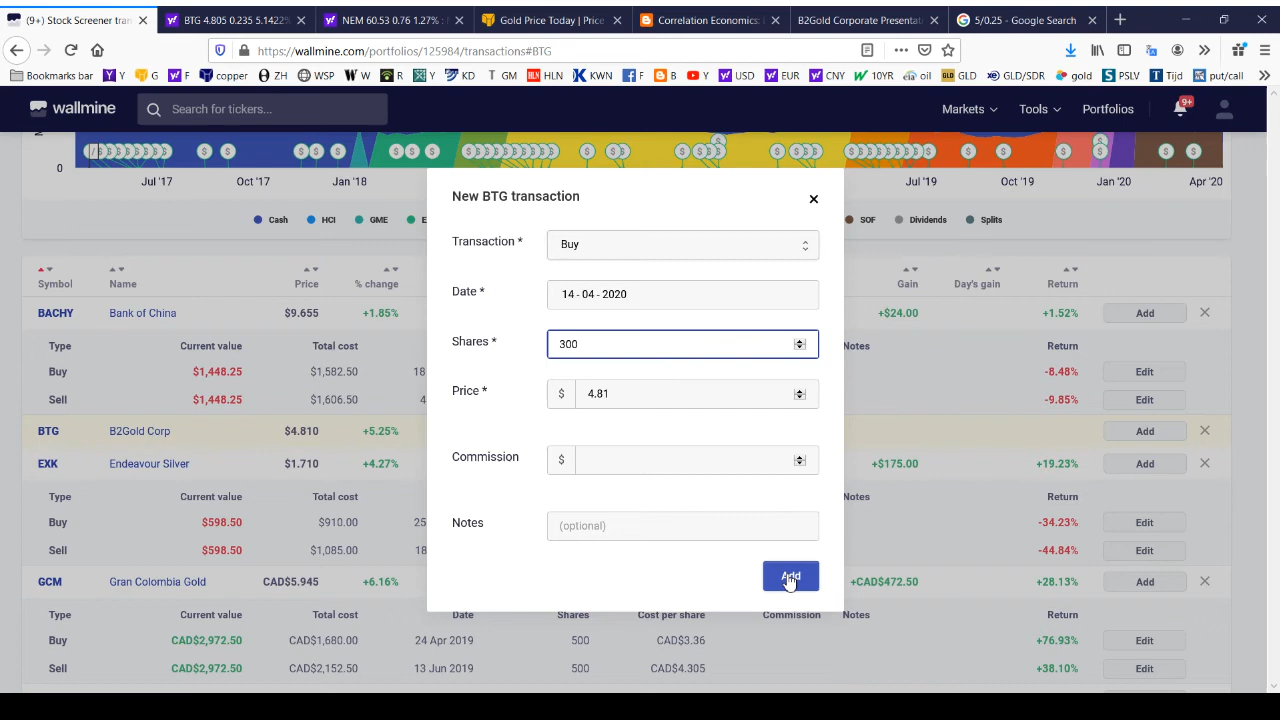 (9+) Stock Screener tran
BTG 4.805 0.235 5.1422%
NEM 60.53 0.76 1.27% :
Gold Price Today | Price
Correlation Economics: I
B2Gold Corporate Presentati
5/0.25 - Google Search
https://wallmine.com/portfolios/125984/transactions#BTG
Bookmarks bar Y G F copper ZH WSP W R Y KD GM HLN KWN F B Y USD EUR CNY 10YR oil GLD GLD/SDR gold PSLV Tijd put/call
wallmine
Search for tickers...
Markets
Tools
Portfolios
9+
0
Jul '17
Oct '17
Jan '18
Jul '19
Oct '19
Jan '20
Apr '20
Cash
HCI
GME
SOF
Dividends
Splits
New BTG transaction
Transaction * Buy
Date * 14 - 04 - 2020
Shares * 300
Price * $ 4.81
Commission $
Notes (optional)
Add
Symbol Name Price % change Gain Day's gain Return
BACHY Bank of China $9.655 +1.85% +$24.00 +1.52% Add
Type Current value Total cost Notes Return
Buy $1,448.25 $1,582.50 18 -8.48% Edit
Sell $1,448.25 $1,606.50 4 -9.85% Edit
BTG B2Gold Corp $4.810 +5.25% Add
EXK Endeavour Silver $1.710 +4.27% +$175.00 +19.23% Add
Type Current value Total cost Notes Return
Buy $598.50 $910.00 25 -34.23% Edit
Sell $598.50 $1,085.00 18 -44.84% Edit
GCM Gran Colombia Gold CAD$5.945 +6.16% +CAD$472.50 +28.13% Add
Type Current value Total cost Date Shares Cost per share Commission Notes Return
Buy CAD$2,972.50 CAD$1,680.00 24 Apr 2019 500 CAD$3.36 +76.93% Edit
Sell CAD$2,972.50 CAD$2,152.50 13 Jun 2019 500 CAD$4.305 +38.10% Edit